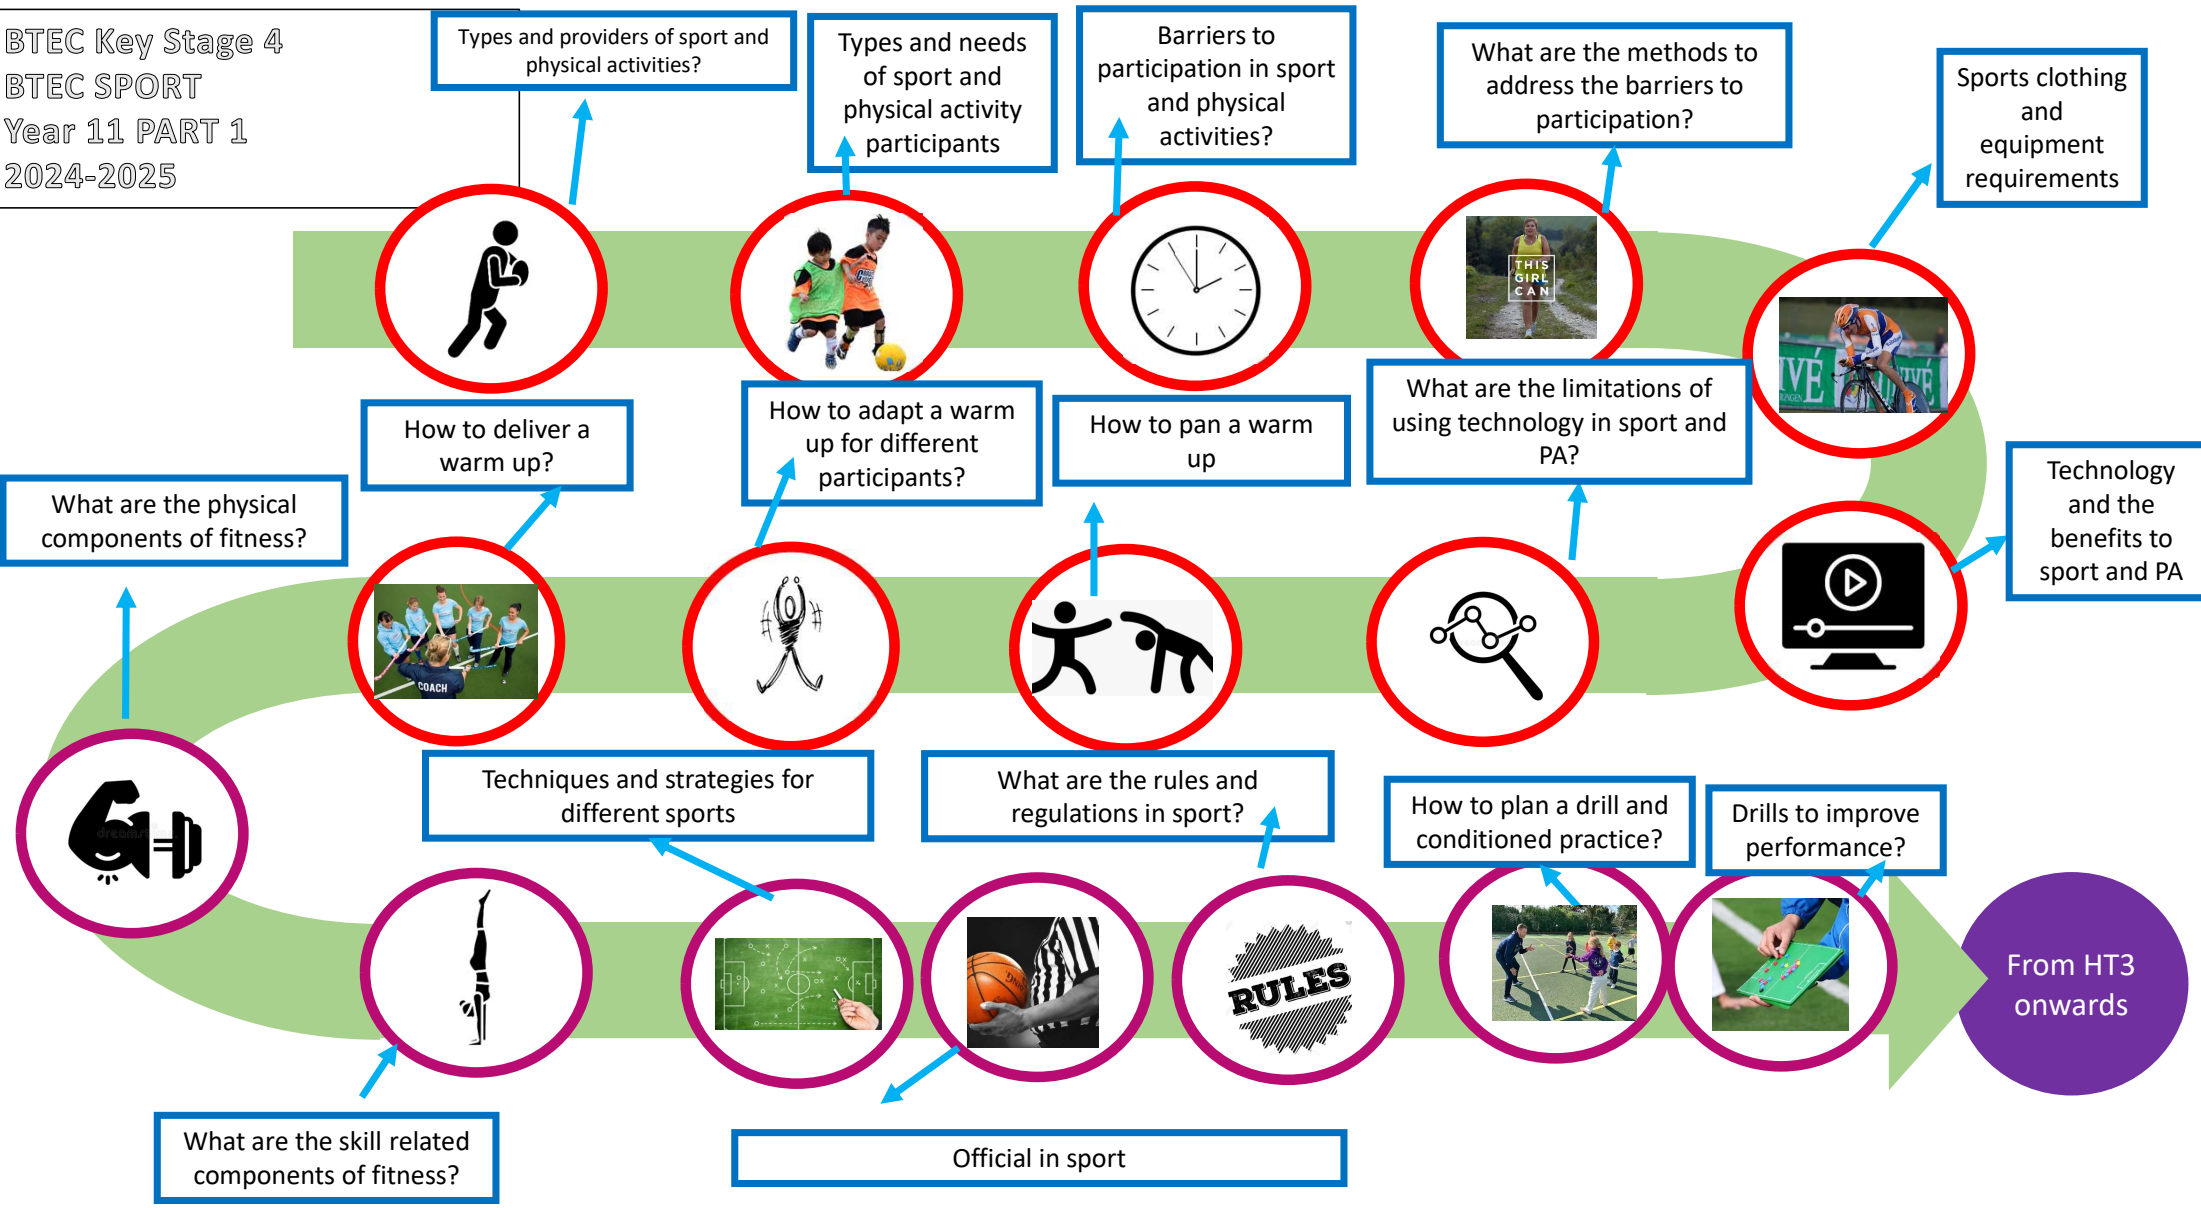 BTEC Key Stage 4
BTEC SPORT
Year 11 PART 1
2024-2025
Types and providers of sport and
physical activities?
Types and needs
of sport and
physical activity
participants
Barriers to
participation in sport
and physical
activities?
What are the methods to
address the barriers to
participation?
Sports clothing
and
equipment
requirements
THIS
GIRL
CAN
How to deliver a
warm up?
How to adapt a warm
up for different
participants?
How to pan a warm
up
What are the limitations of
using technology in sport and
PA?
Technology
and the
benefits to
sport and PA
What are the physical
components of fitness?
COACH
Techniques and strategies for
different sports
What are the rules and
regulations in sport?
How to plan a drill and
conditioned practice?
Drills to improve
performance?
RULES
From HT3
onwards
What are the skill related
components of fitness?
Official in sport